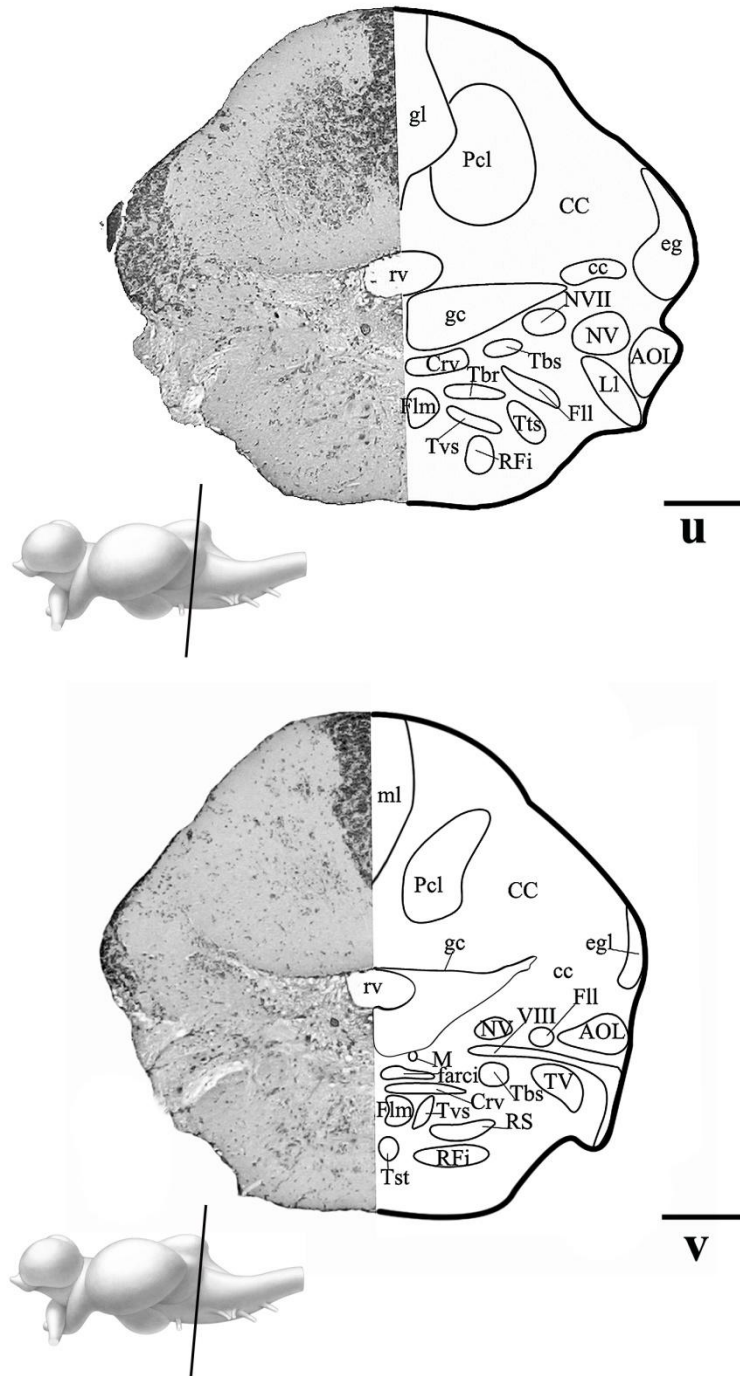 gl
Pcl
CC
eg
rv
cc
NVII
gc
NV
AOL
Crv
Tbs
Tbr
Ll
Flm
Fll
Tts
Tvs
RFi
u
ml
Pcl
CC
egl
gc
cc
rv
VIII
Fll
NV
AOL
M
farci
Tbs
TV
Crv
Flm
Tvs
RS
RFi
Tst
v